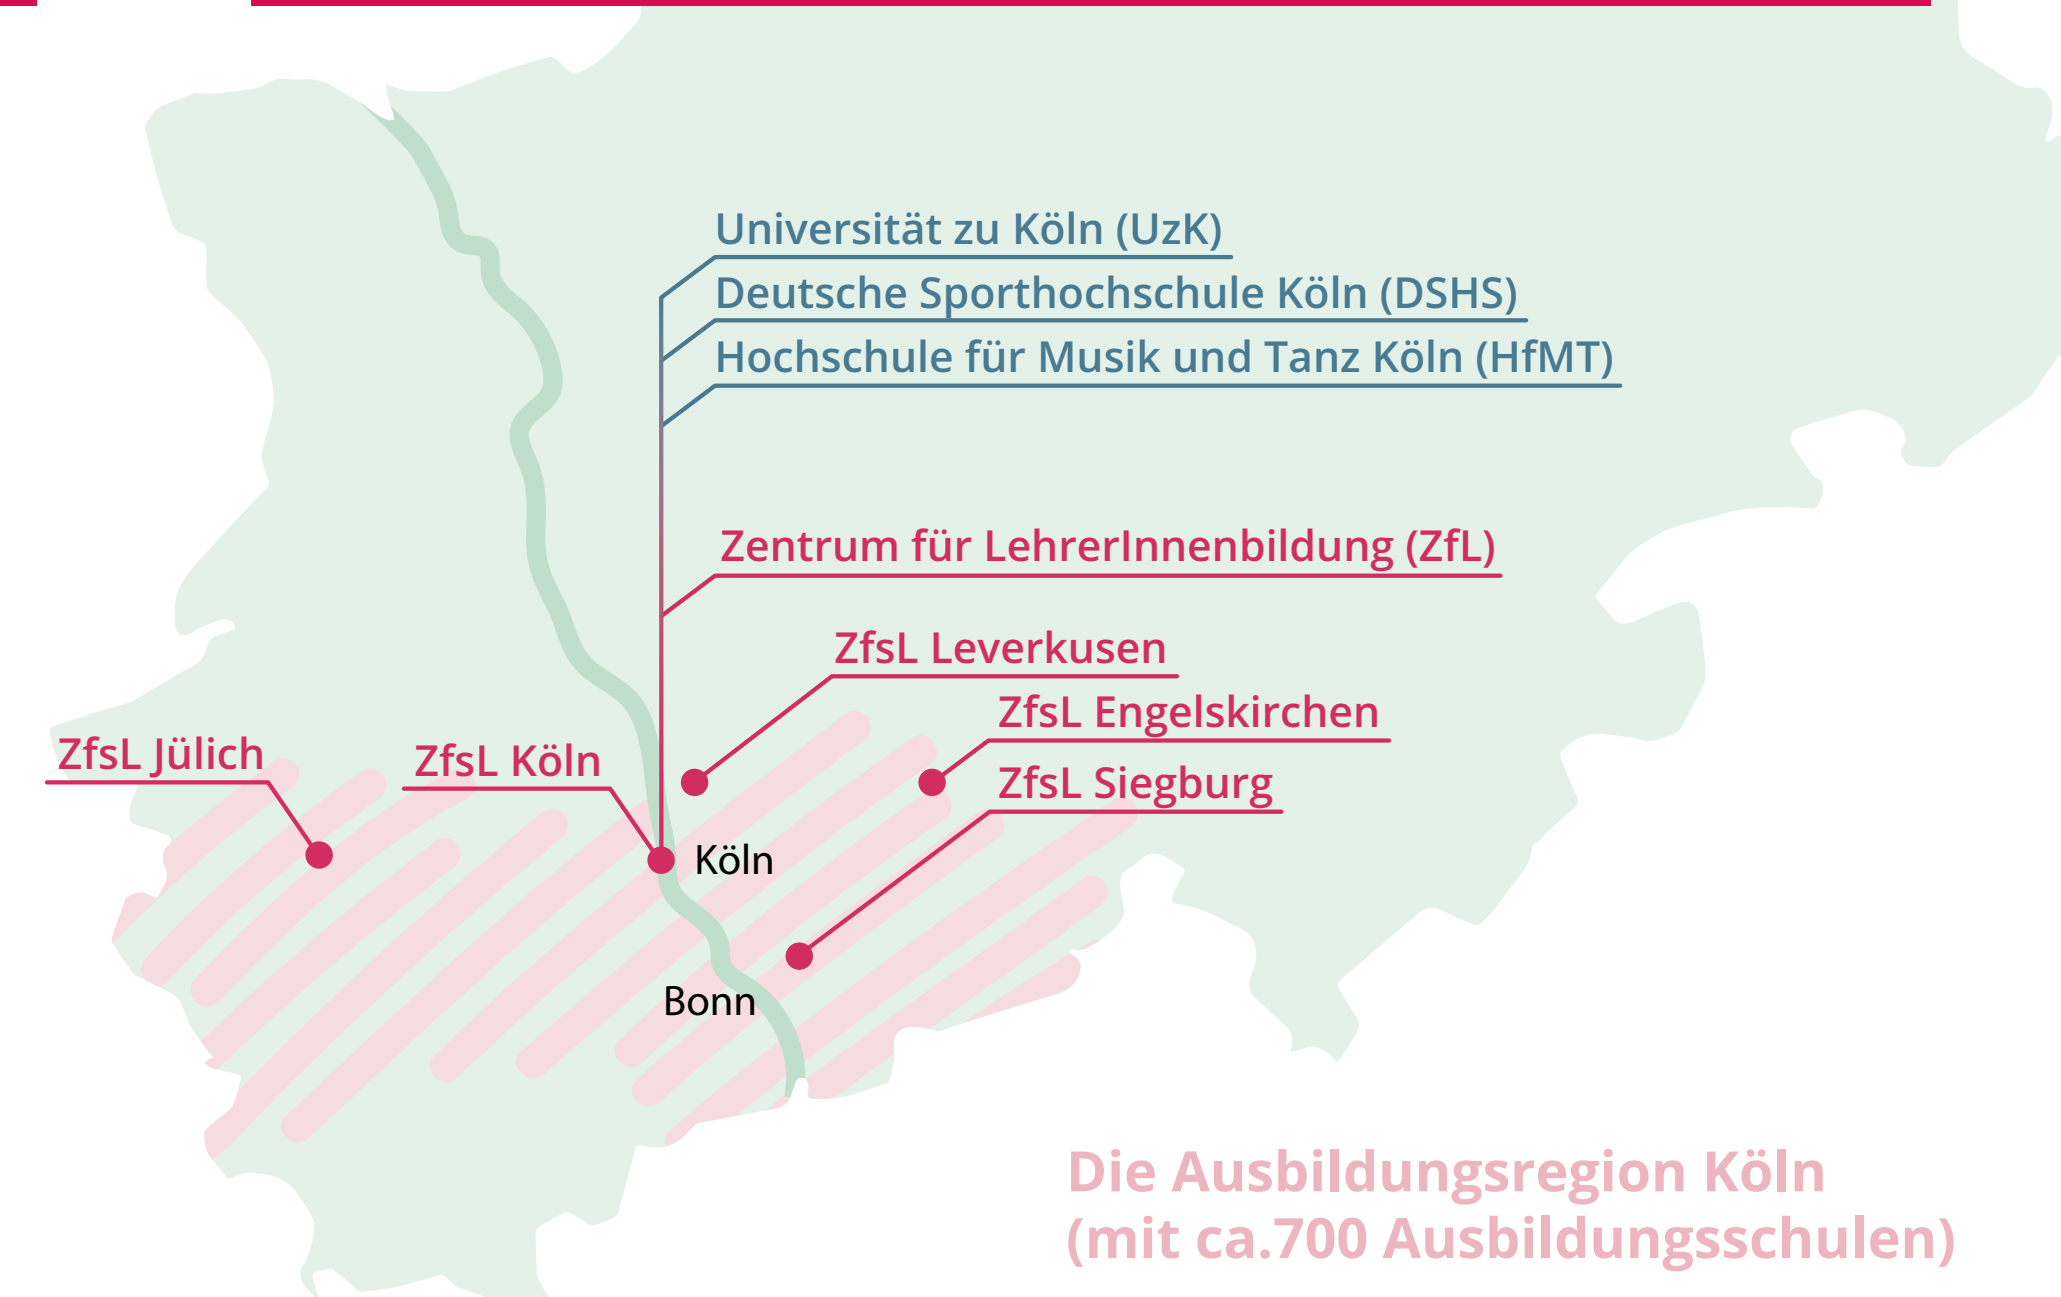 Universität zu Köln (UzK)
Deutsche Sporthochschule Köln (DSHS)
Hochschule für Musik und Tanz Köln (HfMT)
Zentrum für LehrerInnenbildung (ZfL)
ZfsL Leverkusen
ZfsL Engelskirchen
ZfsL Jülich
ZfsL Köln
ZfsL Siegburg
Köln
Bonn
Die Ausbildungsregion Köln
(mit ca.700 Ausbildungsschulen)